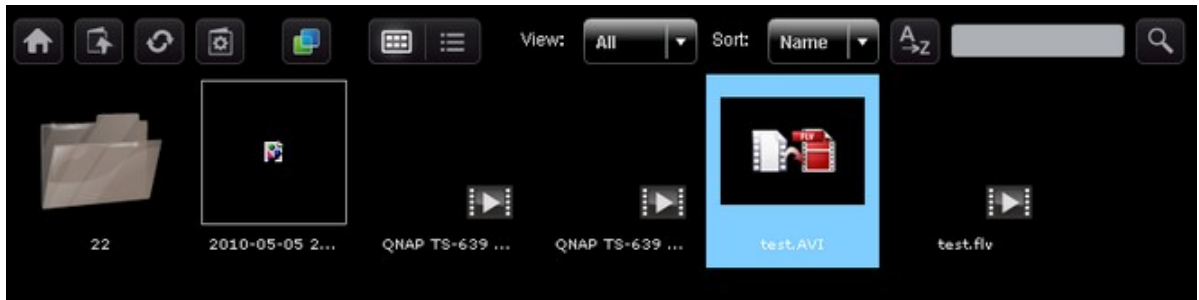 View: All Sort: Name A Z
FLV
22 2010-05-05 2... QNAP TS-639 ... QNAP TS-639 ... test.AVI test.flv